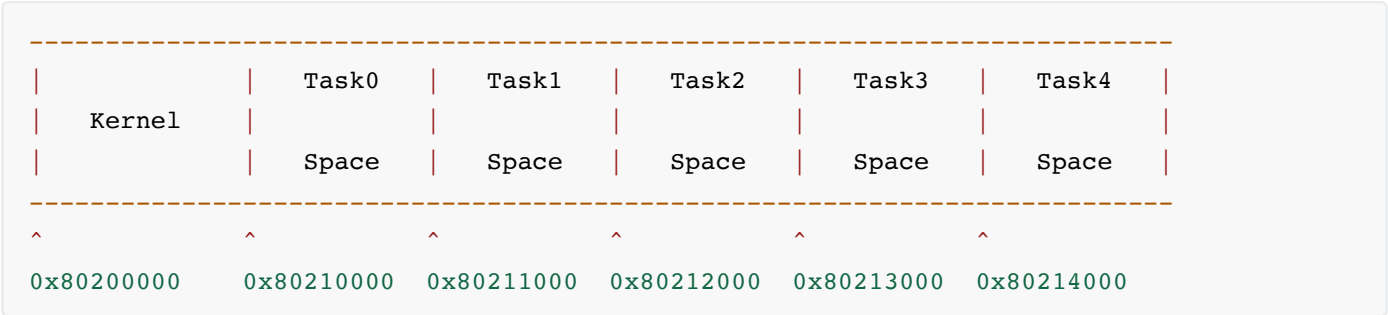 ---------------------------------------------------------------------------
|             |   Task0   |   Task1   |   Task2   |   Task3   |   Task4   |
|   Kernel    |           |           |           |           |           |
|             |   Space   |   Space   |   Space   |   Space   |   Space   |
---------------------------------------------------------------------------
^             ^           ^           ^           ^           ^
0x80200000    0x80210000  0x80211000  0x80212000  0x80213000  0x80214000